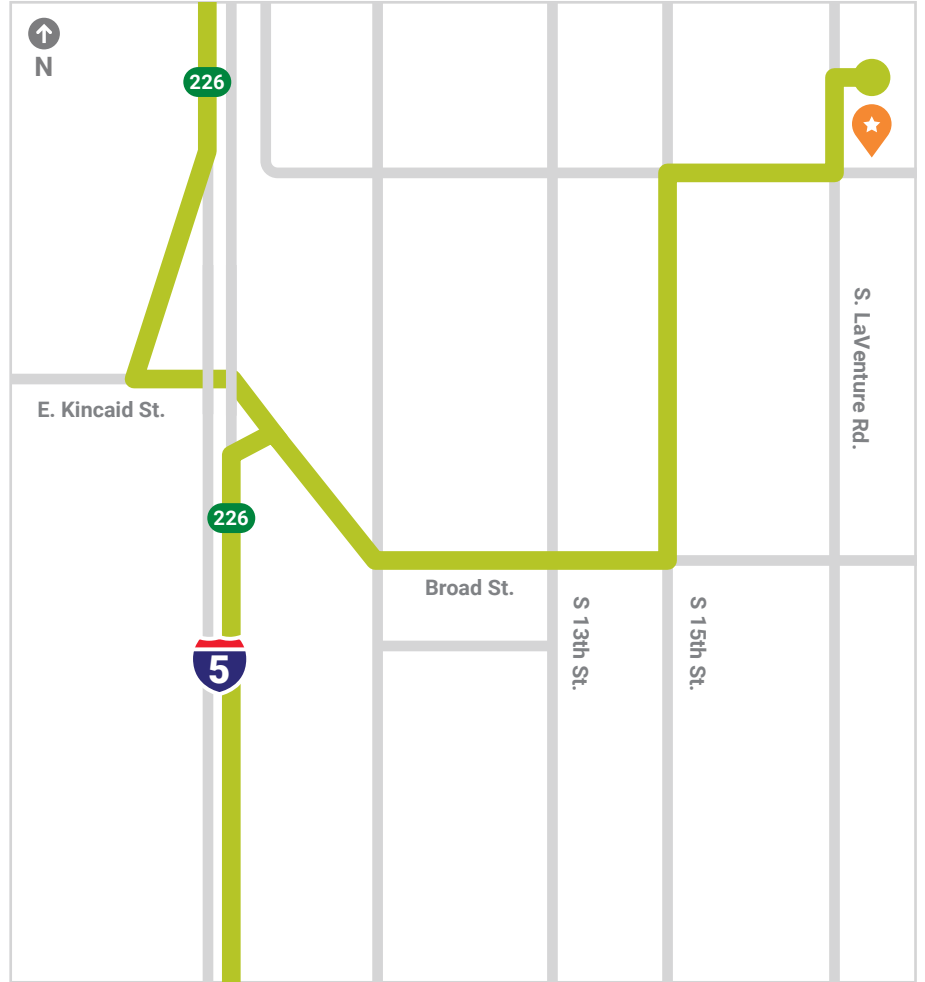 N
226
S. LaVenture Rd.
E. Kincaid St.
226
Broad St.
S 13th St.
S 15th St.
5